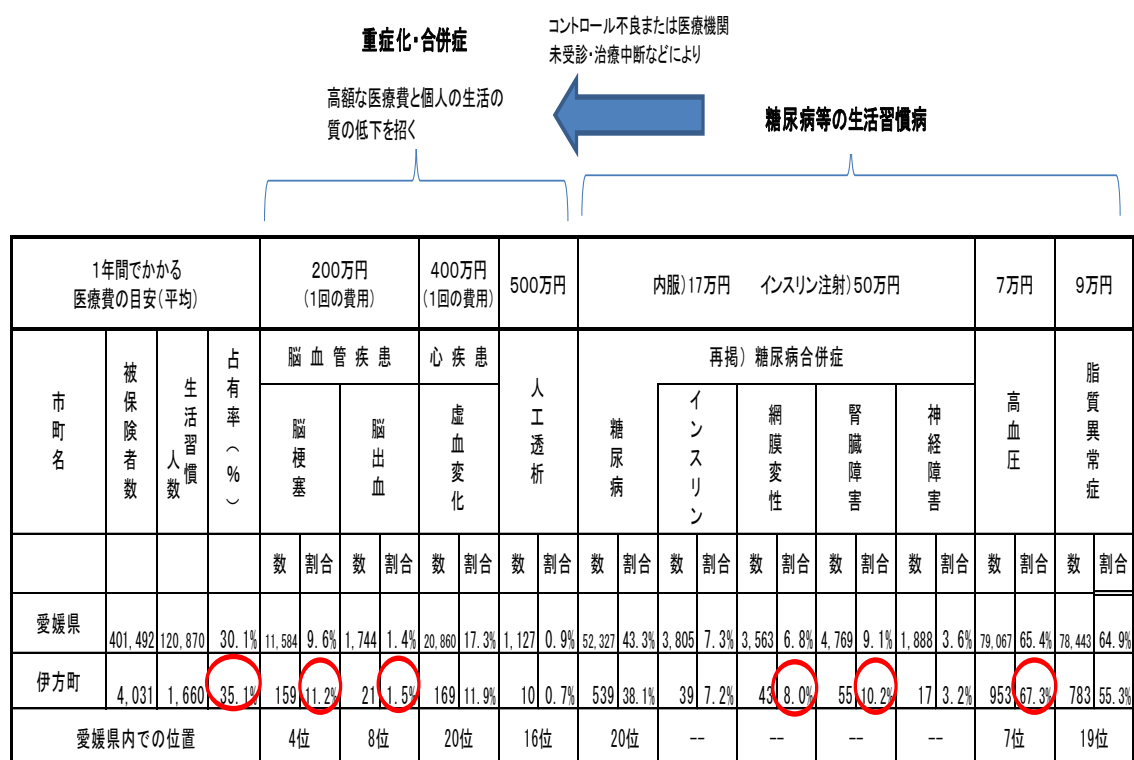 重症化・合併症
コントロール不良または医療機関
未受診・治療中断などにより
高額な医療費と個人の生活の
質の低下を招く
糖尿病等の生活習慣病
1年間でかかる
医療費の目安(平均)
200万円
(1回の費用)
400万円
(1回の費用)
500万円
内服)17万円 インスリン注射)50万円
7万円
9万円
市町名
被保険者数
生活習慣
人数
占有率(%)
脳血管疾患
心疾患
人工透析
再掲)糖尿病合併症
高血圧
脂質異常症
脳梗塞
脳出血
虚血変化
糖尿病
インスリン
網膜変性
腎臓障害
神経障害
数 割合 数 割合 数 割合 数 割合 数 割合 数 割合 数 割合 数 割合 数 割合 数 割合 数 割合
愛媛県 401,492 120,870 30.1% 11,584 9.6% 1,744 1.4% 20,860 17.3% 1,127 0.9% 52,327 43.3% 3,805 7.3% 3,563 6.8% 4,769 9.1% 1,888 3.6% 79,067 65.4% 78,443 64.9%
伊方町 4,031 1,660 35.1% 159 11.2% 21 1.5% 169 11.9% 10 0.7% 539 38.1% 39 7.2% 43 8.0% 55 10.2% 17 3.2% 953 67.3% 783 55.3%
愛媛県内での位置 4位 8位 20位 16位 20位 -- -- -- -- 7位 19位